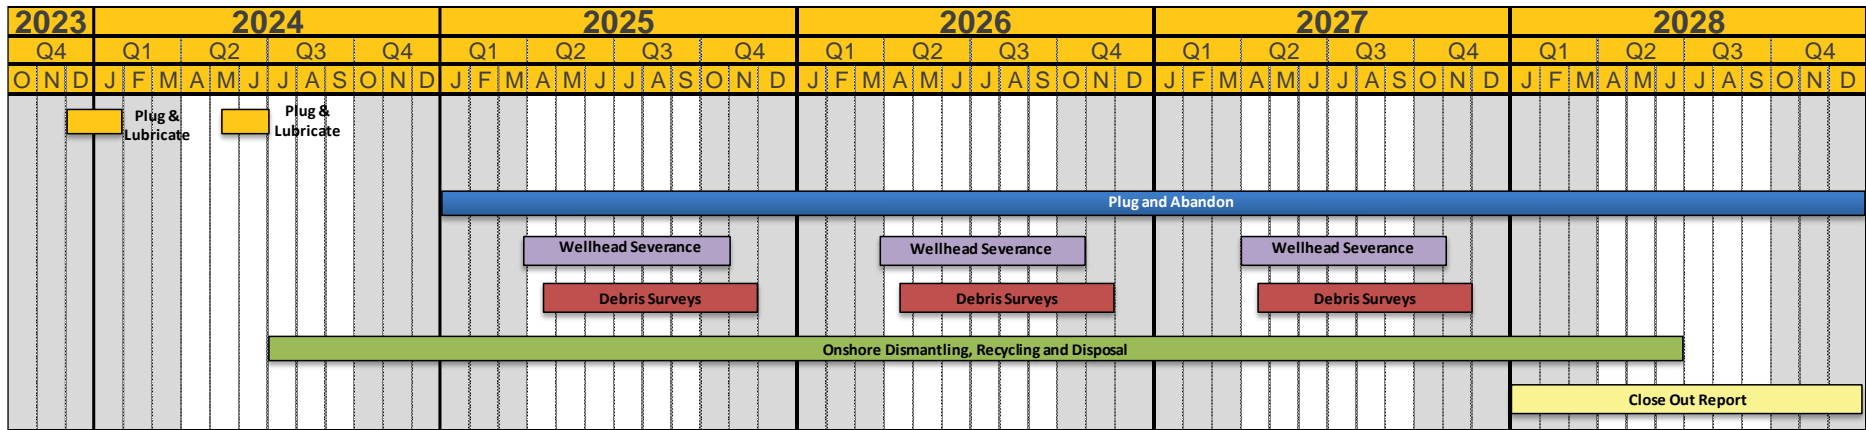 2023 2024 2025 2026 2027 2028
Q4 Q1 Q2 Q3 Q4 Q1 Q2 Q3 Q4 Q1 Q2 Q3 Q4 Q1 Q2 Q3 Q4 Q1 Q2 Q3 Q4
O N D J F M A M J J A S O N D J F M A M J J A S O N D J F M A M J J A S O N D J F M A M J J A S O N D J F M A M J J A S O N D
Plug &
Lubricate
Plug &
Lubricate
Plug and Abandon
Wellhead Severance Wellhead Severance Wellhead Severance
Debris Surveys Debris Surveys Debris Surveys
Onshore Dismantling, Recycling and Disposal
Close Out Report